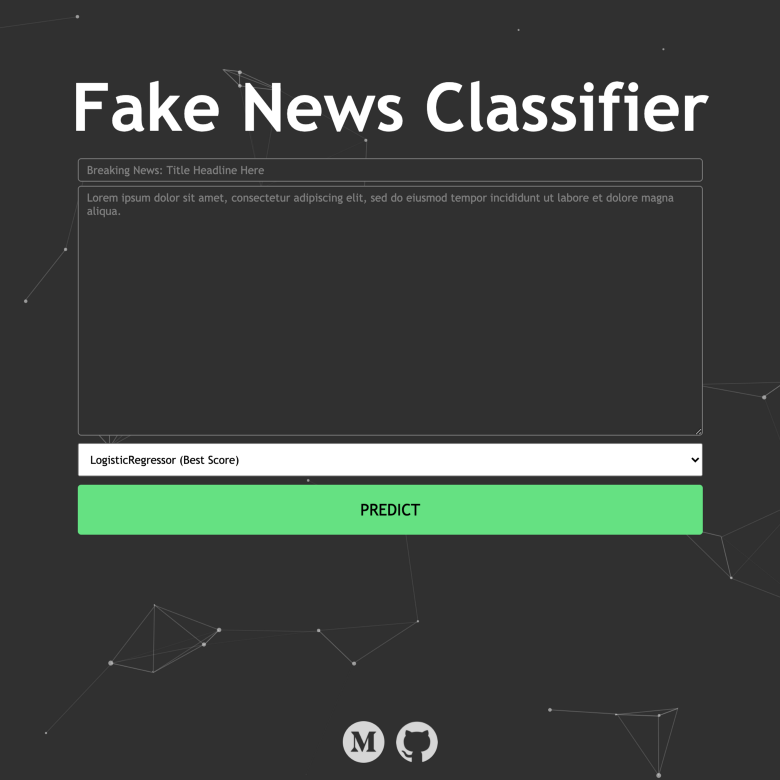 Fake News Classifier
Breaking News: Title Headline Here
Lorem ipsum dolor sit amet, consectetur adipiscing elit, sed do eiusmod tempor incididunt ut labore et dolore magna
aliqua.
LogisticRegressor (Best Score)
PREDICT
M